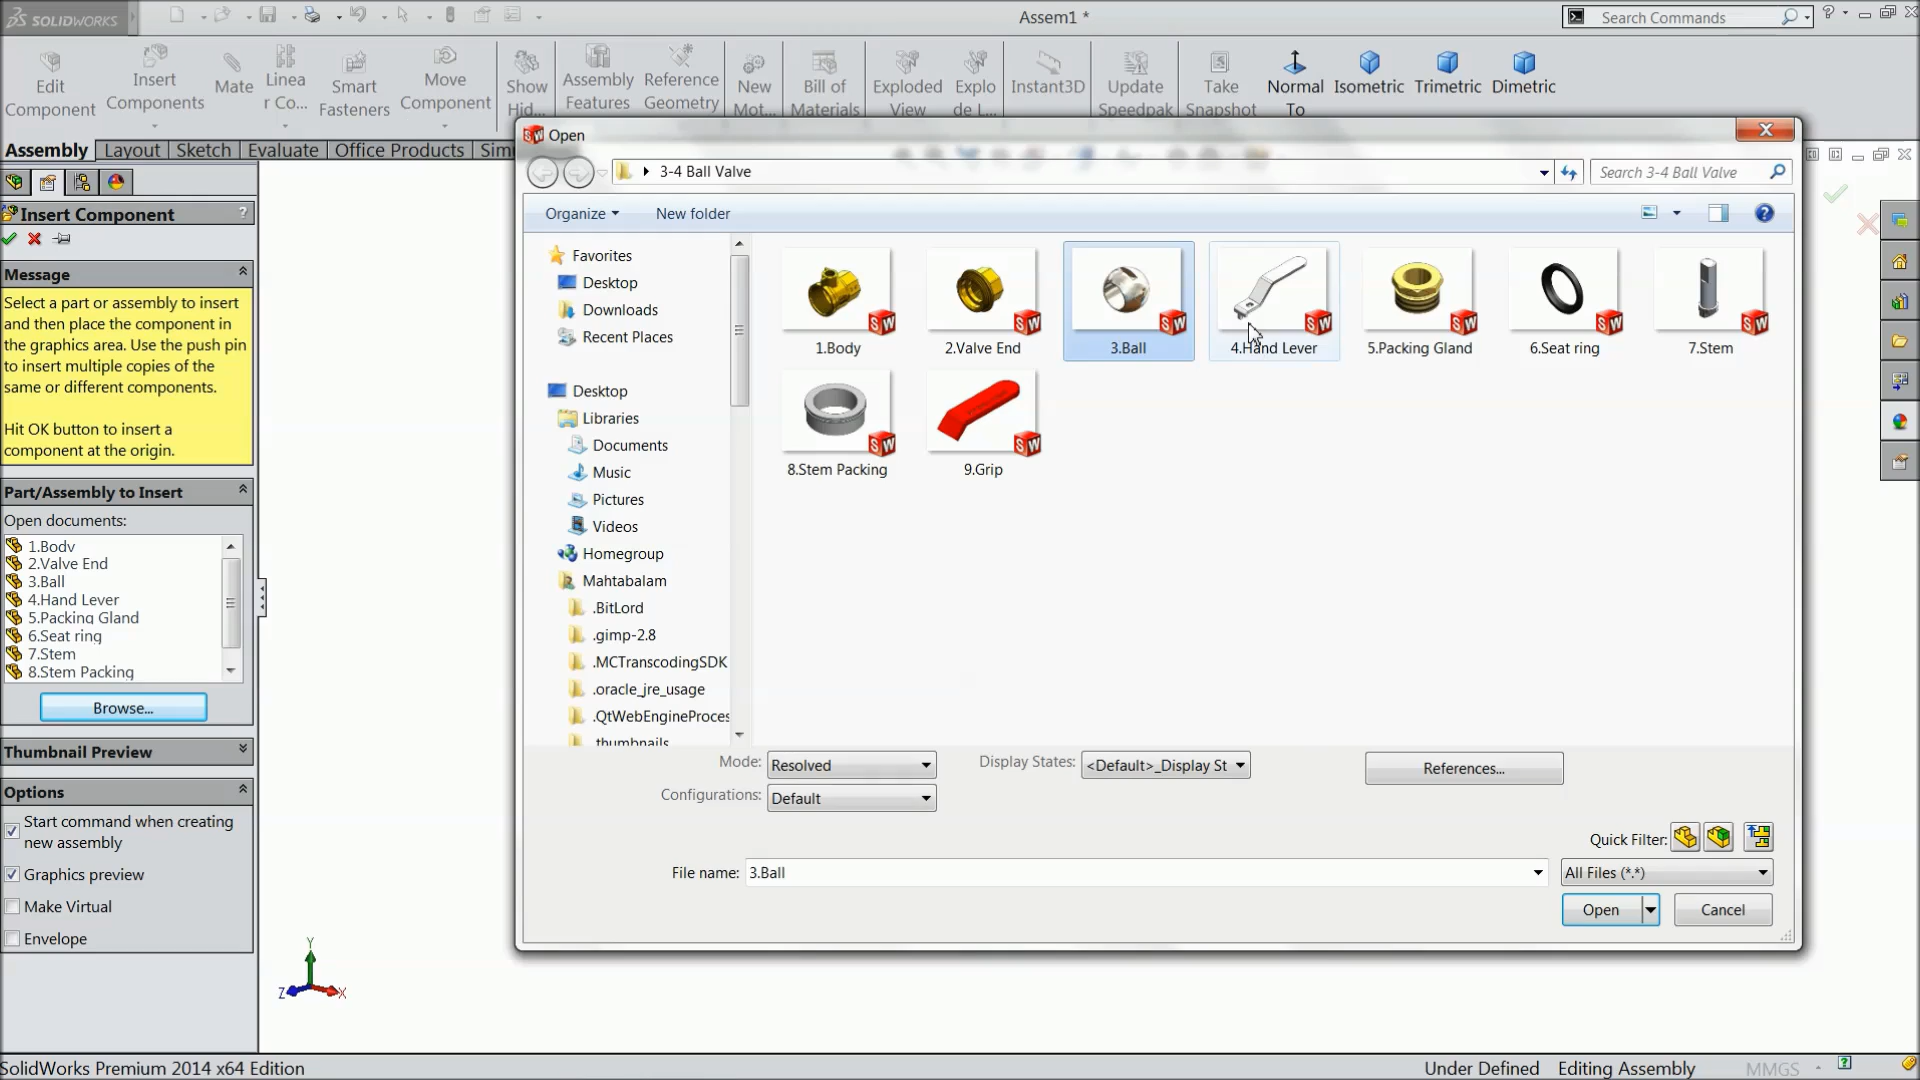 SOLIDWORKS
Assem1 *
Search Commands
Edit Component
Insert Components
Mate
Linea r Co...
Smart Fasteners
Move Component
Show Hid...
Assembly Features
Reference Geometry
New Mot...
Bill of Materials
Exploded View
Explo de L...
Instant3D
Update Speedpak
Take Snapshot
Normal To
Isometric
Trimetric
Dimetric
Assembly
Layout
Sketch
Evaluate
Office Products
Insert Component
?
Message
Select a part or assembly to insert
and then place the component in
the graphics area. Use the push pin
to insert multiple copies of the
same or different components.
Hit OK button to insert a
component at the origin.
Part/Assembly to Insert
Open documents:
1.Body
2.Valve End
3.Ball
4.Hand Lever
5.Packing Gland
6.Seat ring
7.Stem
8.Stem Packing
Browse...
Thumbnail Preview
Options
Start command when creating
new assembly
Graphics preview
Make Virtual
Envelope
Open
3-4 Ball Valve
Search 3-4 Ball Valve
Organize
New folder
Favorites
Desktop
Downloads
Recent Places
Desktop
Libraries
Documents
Music
Pictures
Videos
Homegroup
Mahtabalam
.BitLord
.gimp-2.8
.MCTranscodingSDK
.oracle_jre_usage
.QtWebEngineProces
.thumbnails
1.Body
2.Valve End
3.Ball
4.Hand Lever
5.Packing Gland
6.Seat ring
7.Stem
8.Stem Packing
9.Grip
Mode:
Resolved
Display States:
<Default>_Display St
References...
Configurations:
Default
Quick Filter:
File name:
3.Ball
All Files (*.*)
Open
Cancel
Y
Z
X
SolidWorks Premium 2014 x64 Edition
Under Defined
Editing Assembly
MMGS